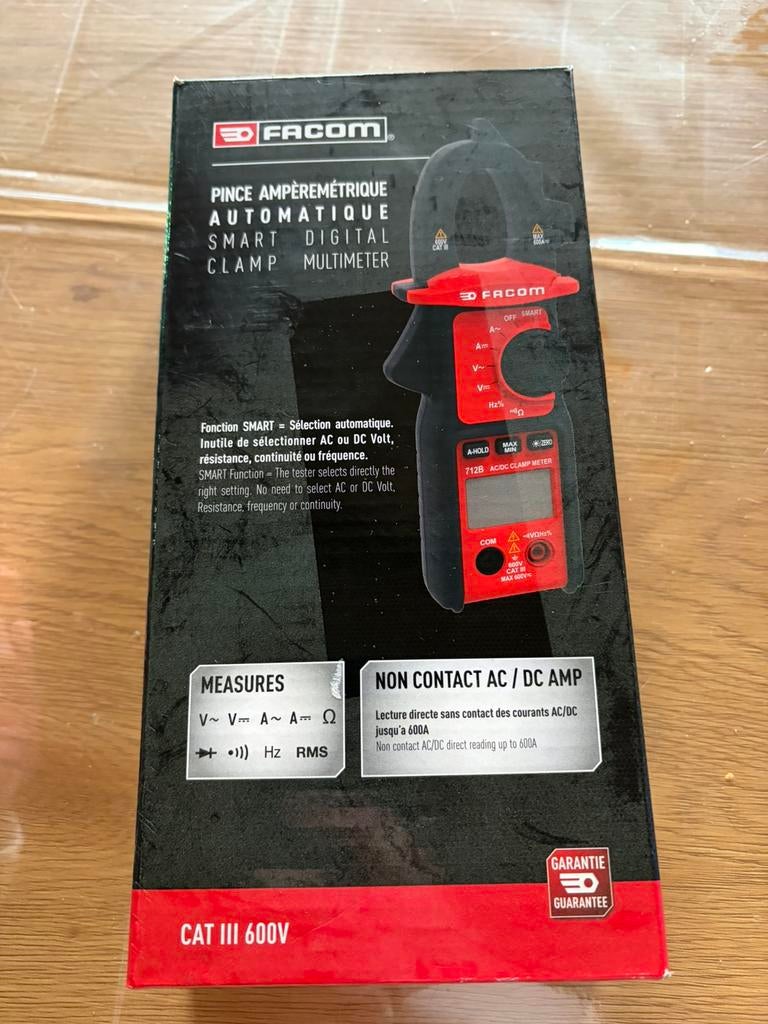 FACOM®
PINCE AMPÈREMÉTRIQUE
AUTOMATIQUE
SMART DIGITAL
CLAMP MULTIMETER
600V
CAT III
MAX
600A
FACOM
OFF SMART
A~
A⎓
V~
V⎓
Hz%
Ω
A-HOLD
MAX
MIN
ZERO
712B AC/DC CLAMP METER
COM
VΩHz%
600V
CAT III
MAX 600V
Fonction SMART = Sélection automatique.
Inutile de sélectionner AC ou DC Volt,
résistance, continuité ou fréquence.
SMART Function = The tester selects directly the
right setting. No need to select AC or DC Volt,
Resistance, frequency or continuity.
MEASURES
V~ V⎓ A~ A⎓ Ω
Hz RMS
NON CONTACT AC / DC AMP
Lecture directe sans contact des courants AC/DC
jusqu'a 600A
Non contact AC/DC direct reading up to 600A
GARANTIE
GUARANTEE
CAT III 600V